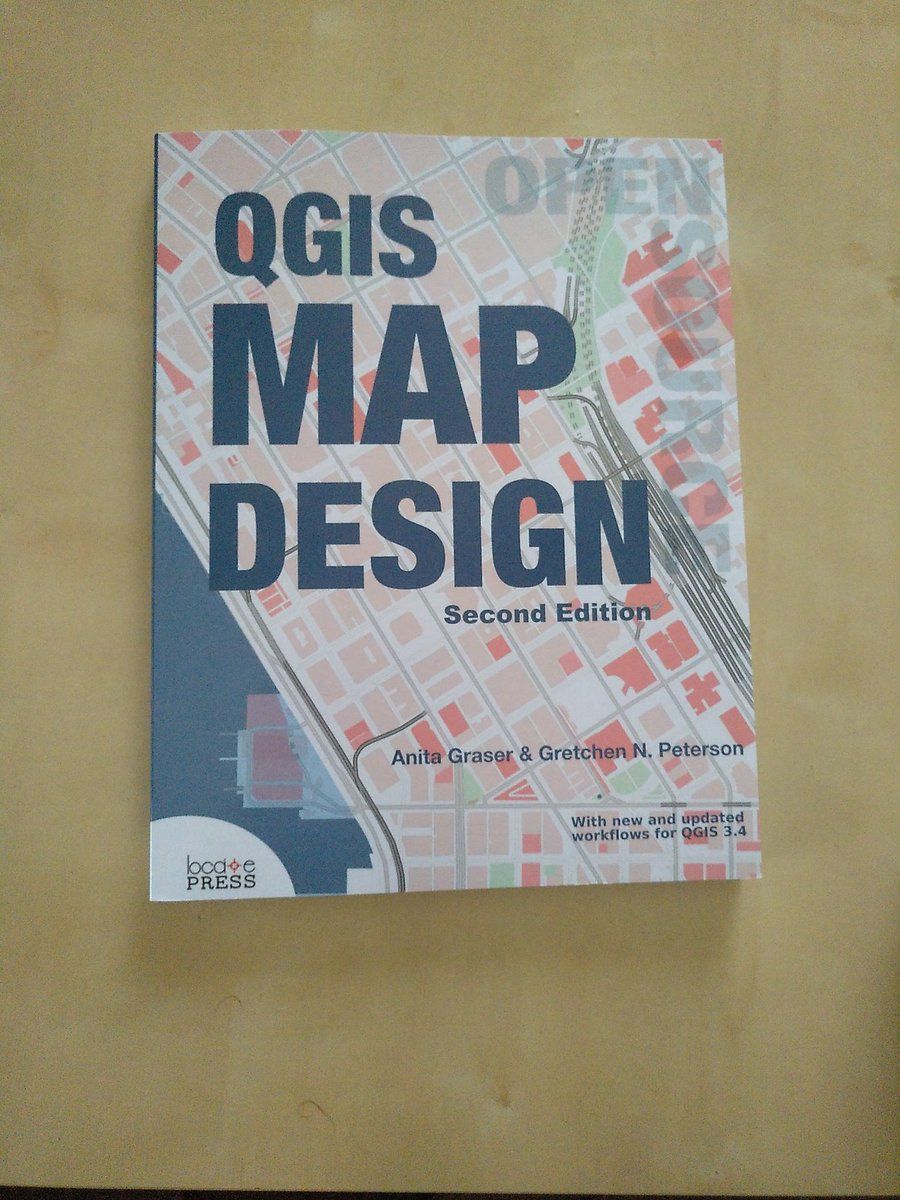 OPEN
SOURCE
QGIS
MAP
DESIGN
Second Edition
Anita Graser & Gretchen N. Peterson
With new and updated
workflows for QGIS 3.4
locate
PRESS